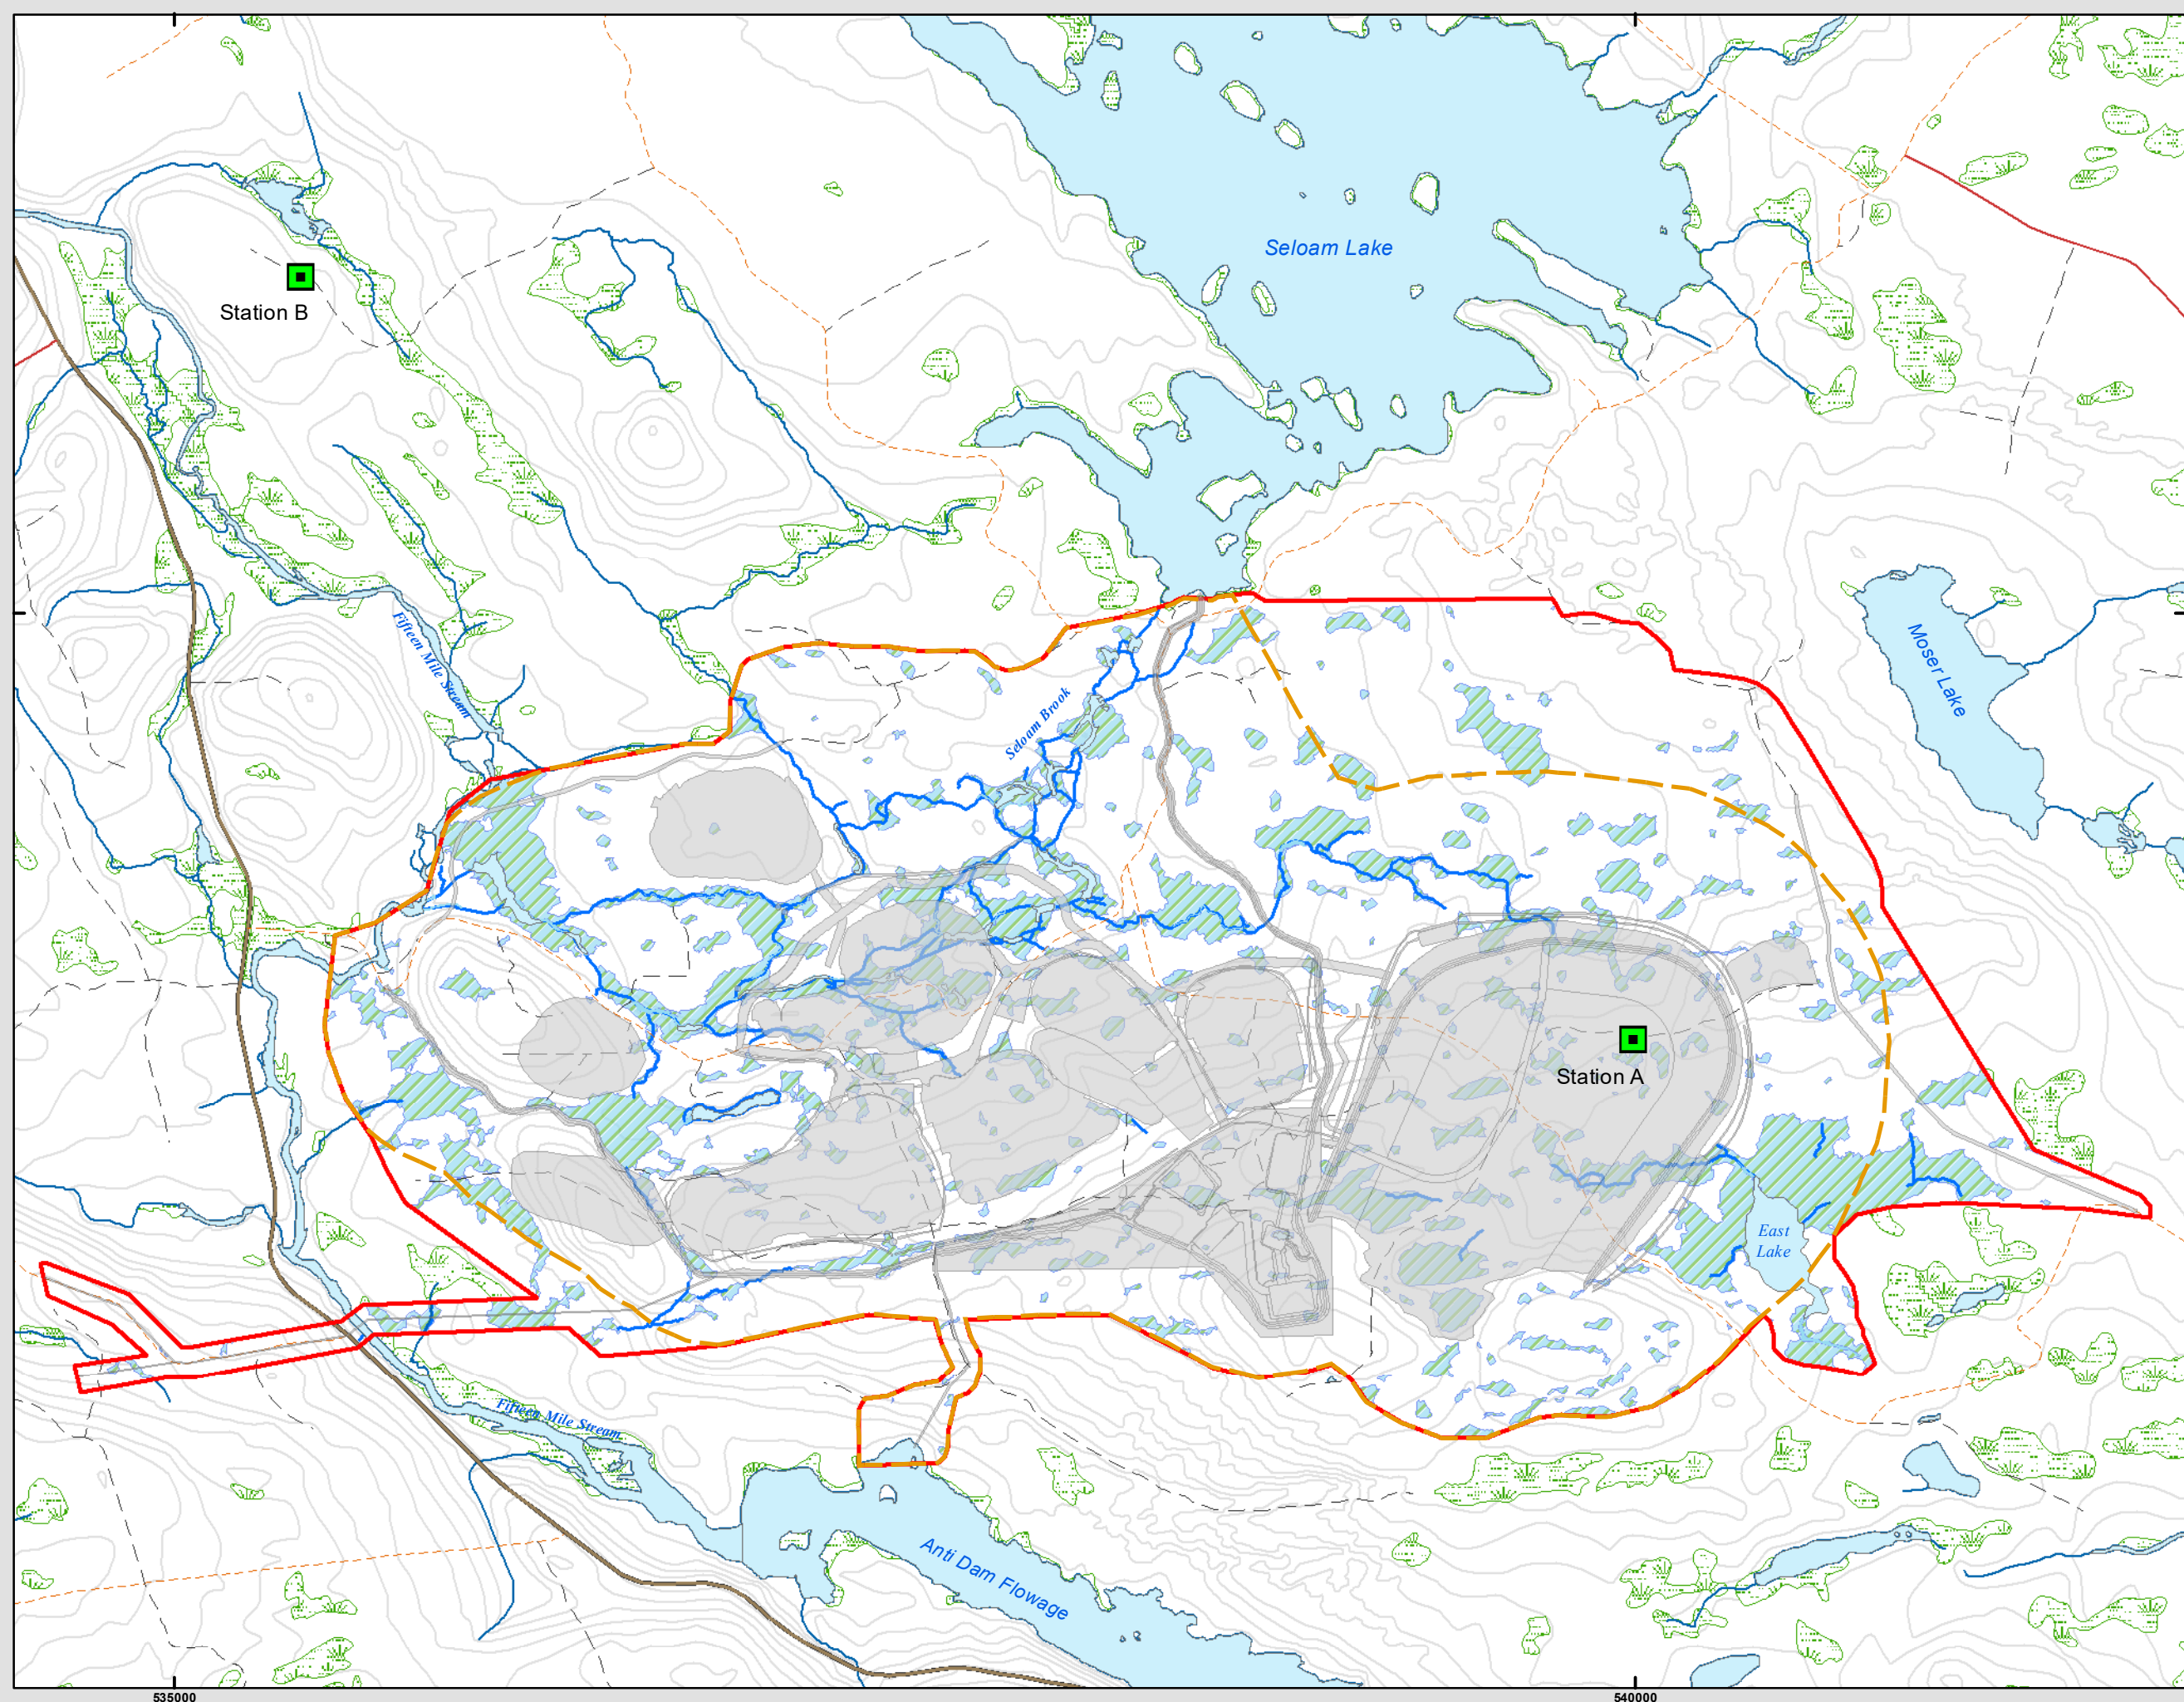 Seloam Lake
Station B
Fifteen Mile Stream
Moser Lake
Seloam Brook
Station A
East
Lake
Fifteen Mile Stream
Anti Dam Flowage
535000
540000